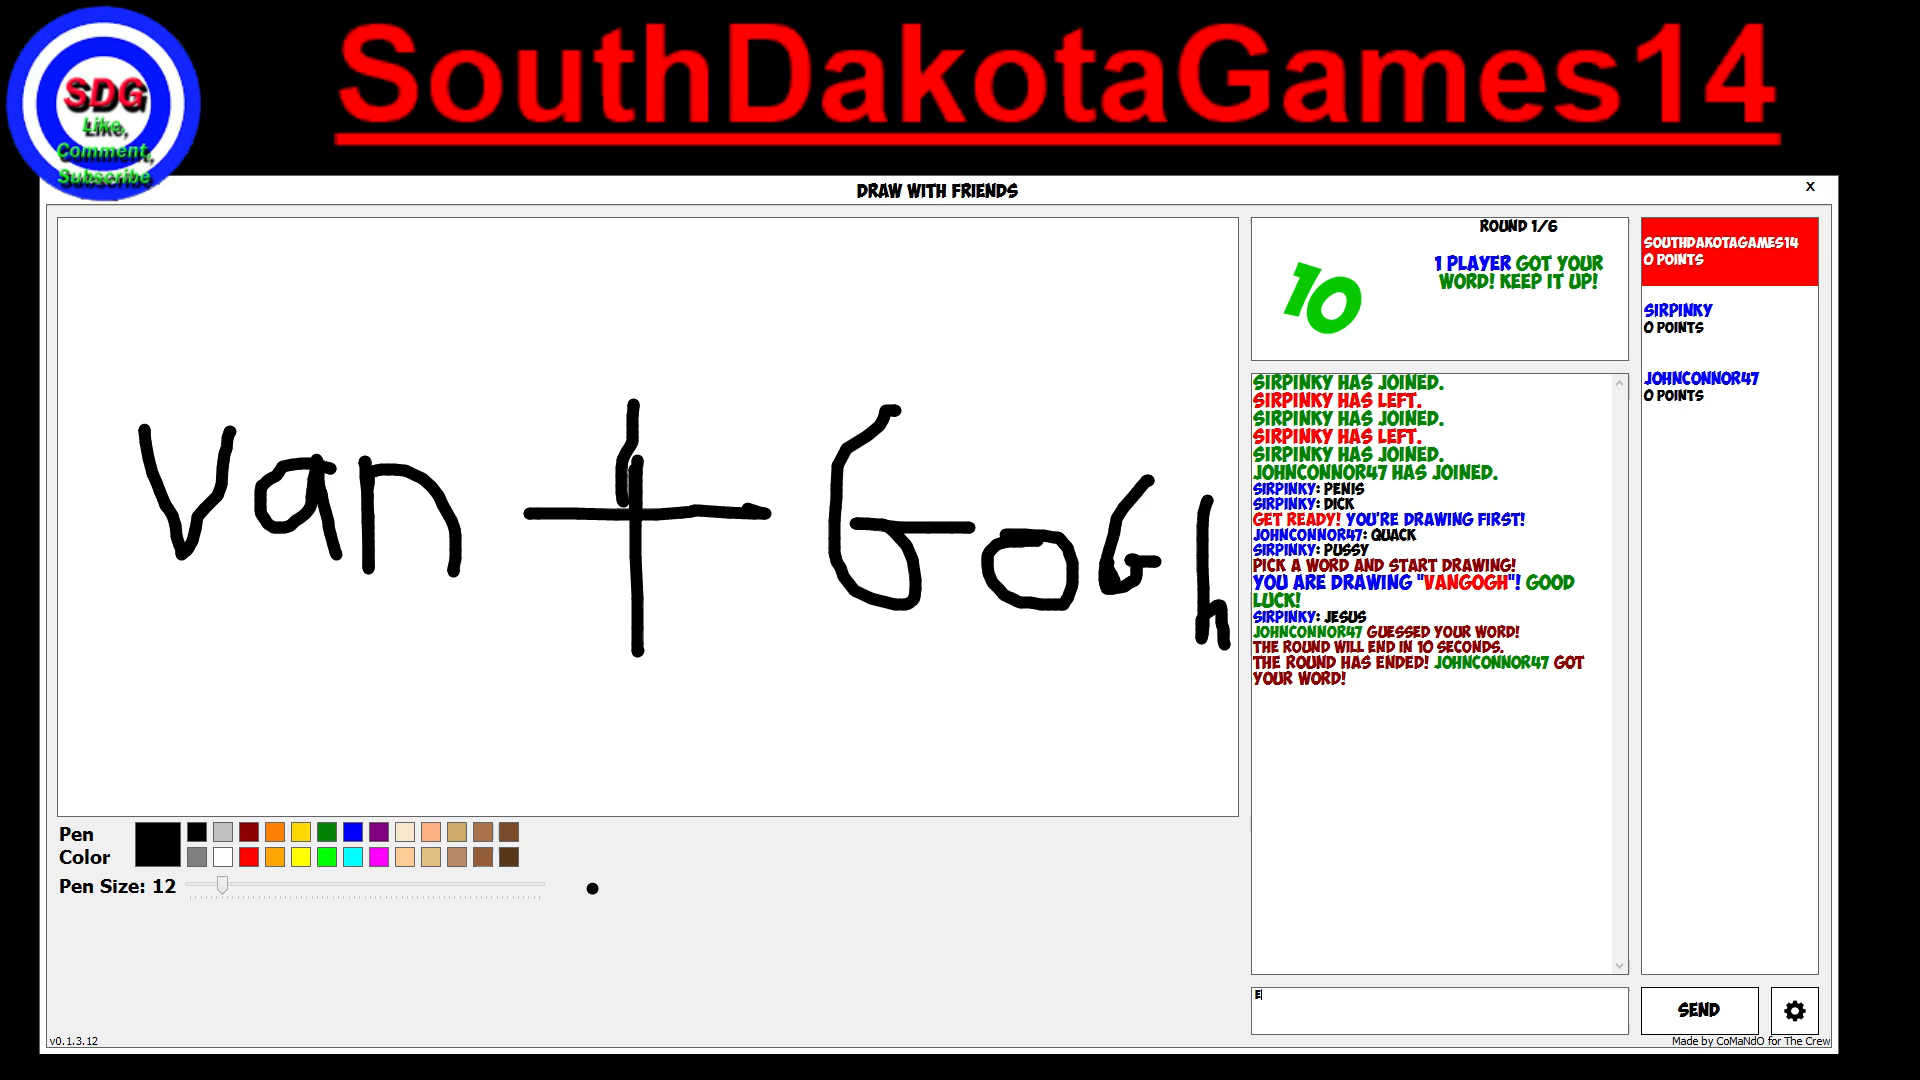 SDG
Like,
Comment,
Subscribe
SouthDakotaGames14
DRAW WITH FRIENDS
X
Van + GoGh
ROUND 1/6
10
1 PLAYER GOT YOUR
WORD! KEEP IT UP!
SOUTHDAKOTAGAMES14
0 POINTS
SIRPINKY
0 POINTS
JOHNCONNOR47
0 POINTS
SIRPINKY HAS JOINED.
SIRPINKY HAS LEFT.
SIRPINKY HAS JOINED.
SIRPINKY HAS LEFT.
SIRPINKY HAS JOINED.
JOHNCONNOR47 HAS JOINED.
SIRPINKY: PENIS
SIRPINKY: DICK
GET READY! YOU'RE DRAWING FIRST!
JOHNCONNOR47: QUACK
SIRPINKY: PUSSY
PICK A WORD AND START DRAWING!
YOU ARE DRAWING "VANGOGH"! GOOD
LUCK!
SIRPINKY: JESUS
JOHNCONNOR47 GUESSED YOUR WORD!
THE ROUND WILL END IN 10 SECONDS.
THE ROUND HAS ENDED! JOHNCONNOR47 GOT
YOUR WORD!
Pen
Color
Pen Size: 12
E
SEND
v0.1.3.12
Made by CoMaNdO for The Crew